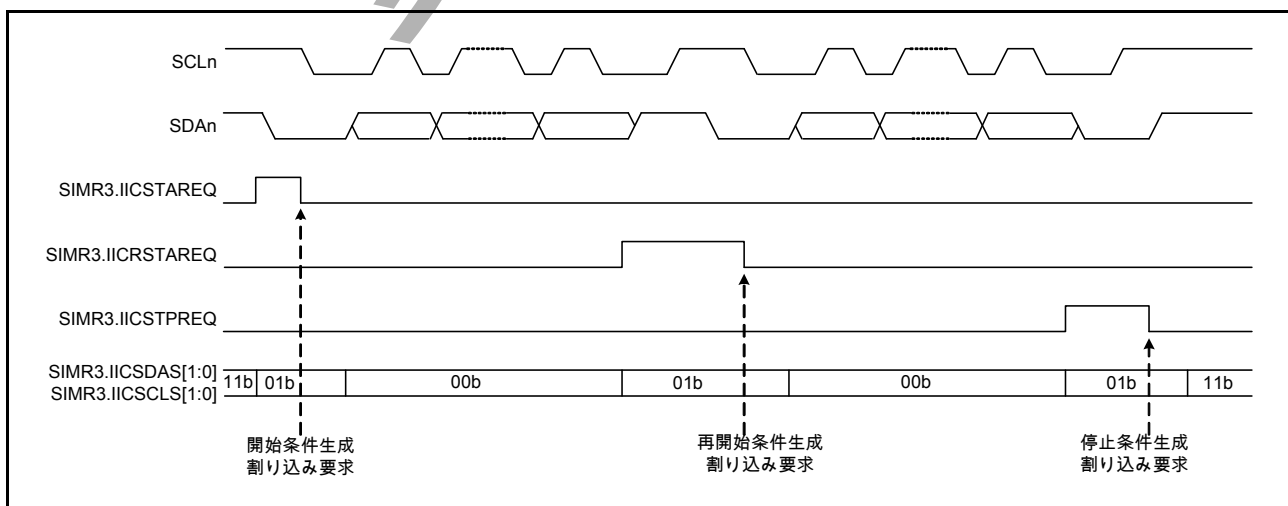 SCLn
SDAn
SIMR3.IICSTAREQ
SIMR3.IICRSTAREQ
SIMR3.IICSTPREQ
SIMR3.IICSDAS[1:0]
SIMR3.IICSCLS[1:0]
11b 01b 00b 01b 00b 01b 11b
開始条件生成
割り込み要求
再開始条件生成
割り込み要求
停止条件生成
割り込み要求